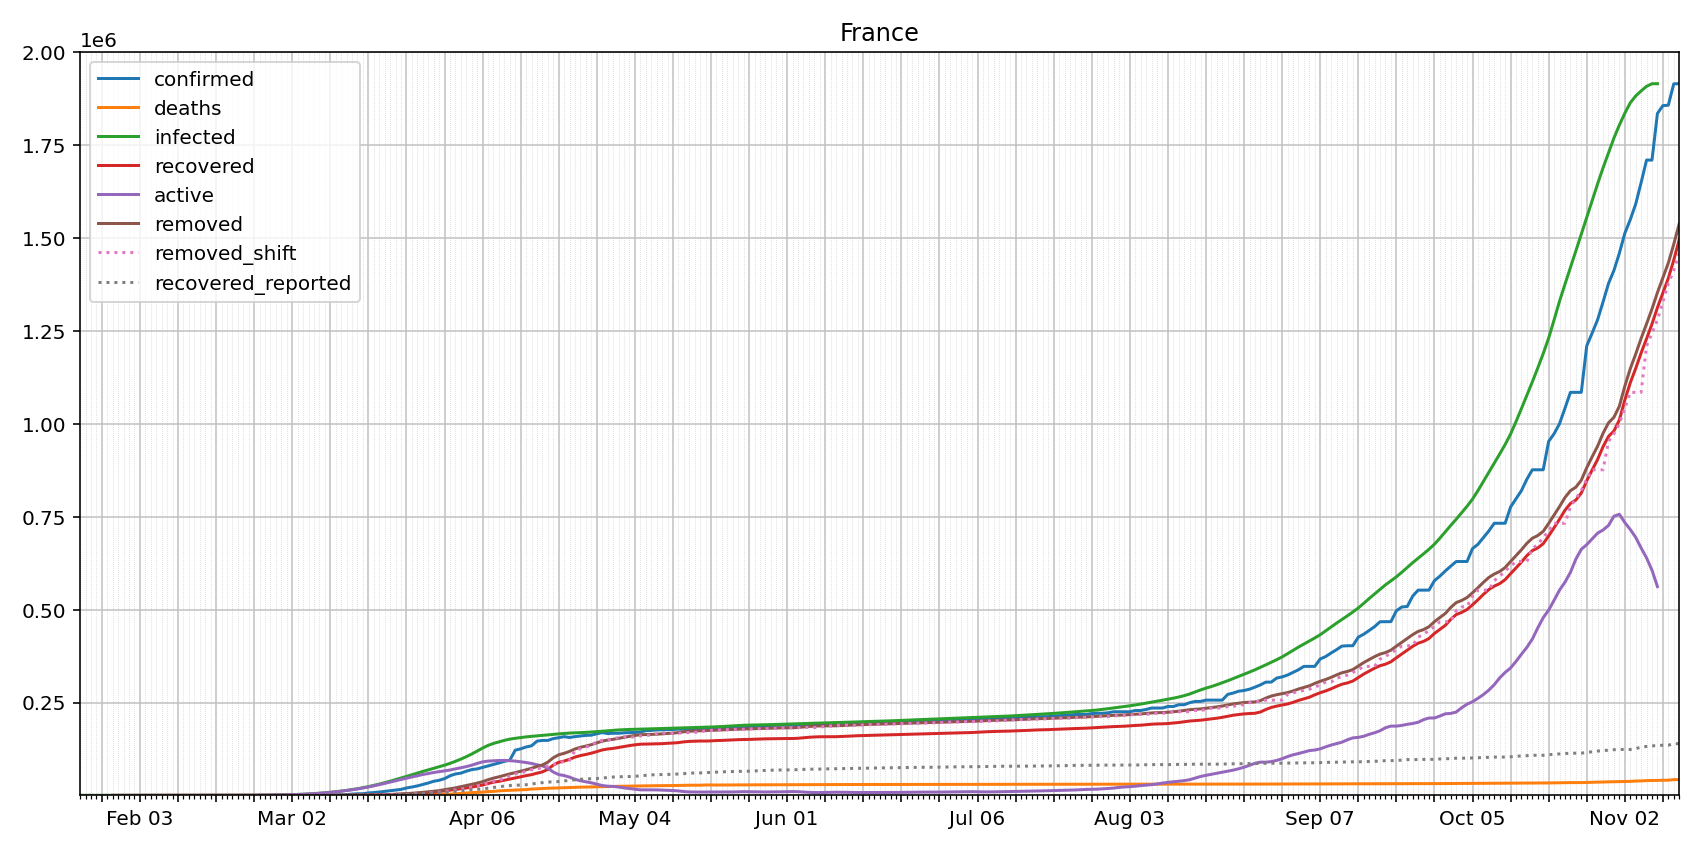 France
1e6
2.00
1.75
1.50
1.25
1.00
0.75
0.50
0.25
confirmed
deaths
infected
recovered
active
removed
removed_shift
recovered_reported
Feb 03 Mar 02 Apr 06 May 04 Jun 01 Jul 06 Aug 03 Sep 07 Oct 05 Nov 02